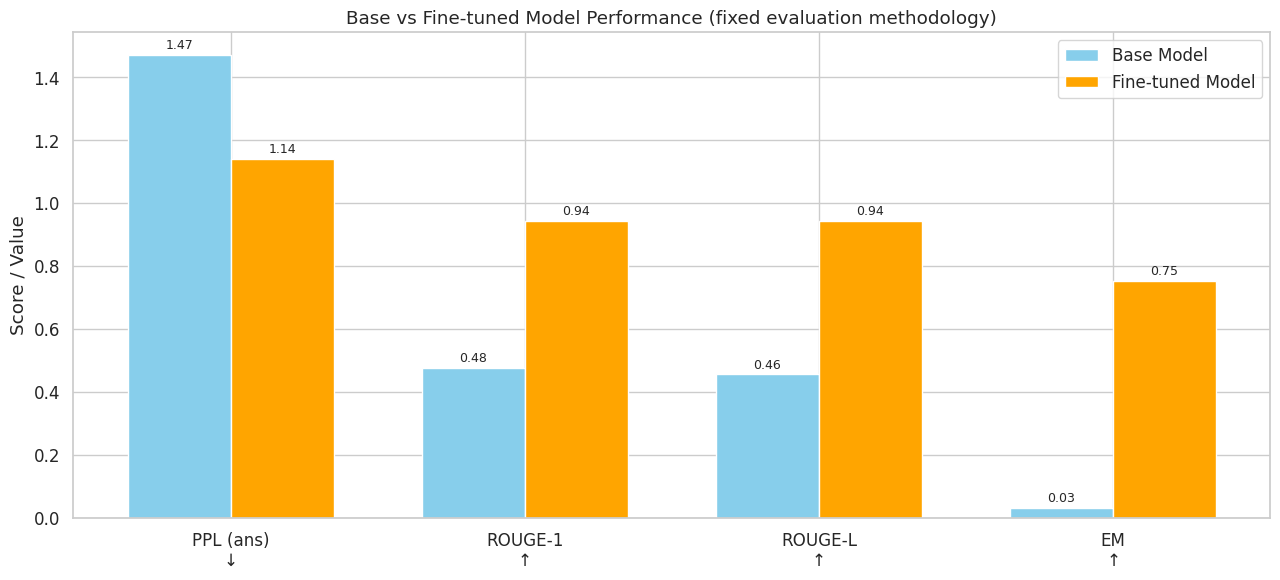 Base vs Fine-tuned Model Performance (fixed evaluation methodology)
Base Model
Fine-tuned Model
Score / Value
1.4
1.2
1.0
0.8
0.6
0.4
0.2
0.0
1.47
1.14
0.48
0.94
0.46
0.94
0.03
0.75
PPL (ans)
↓
ROUGE-1
↑
ROUGE-L
↑
EM
↑